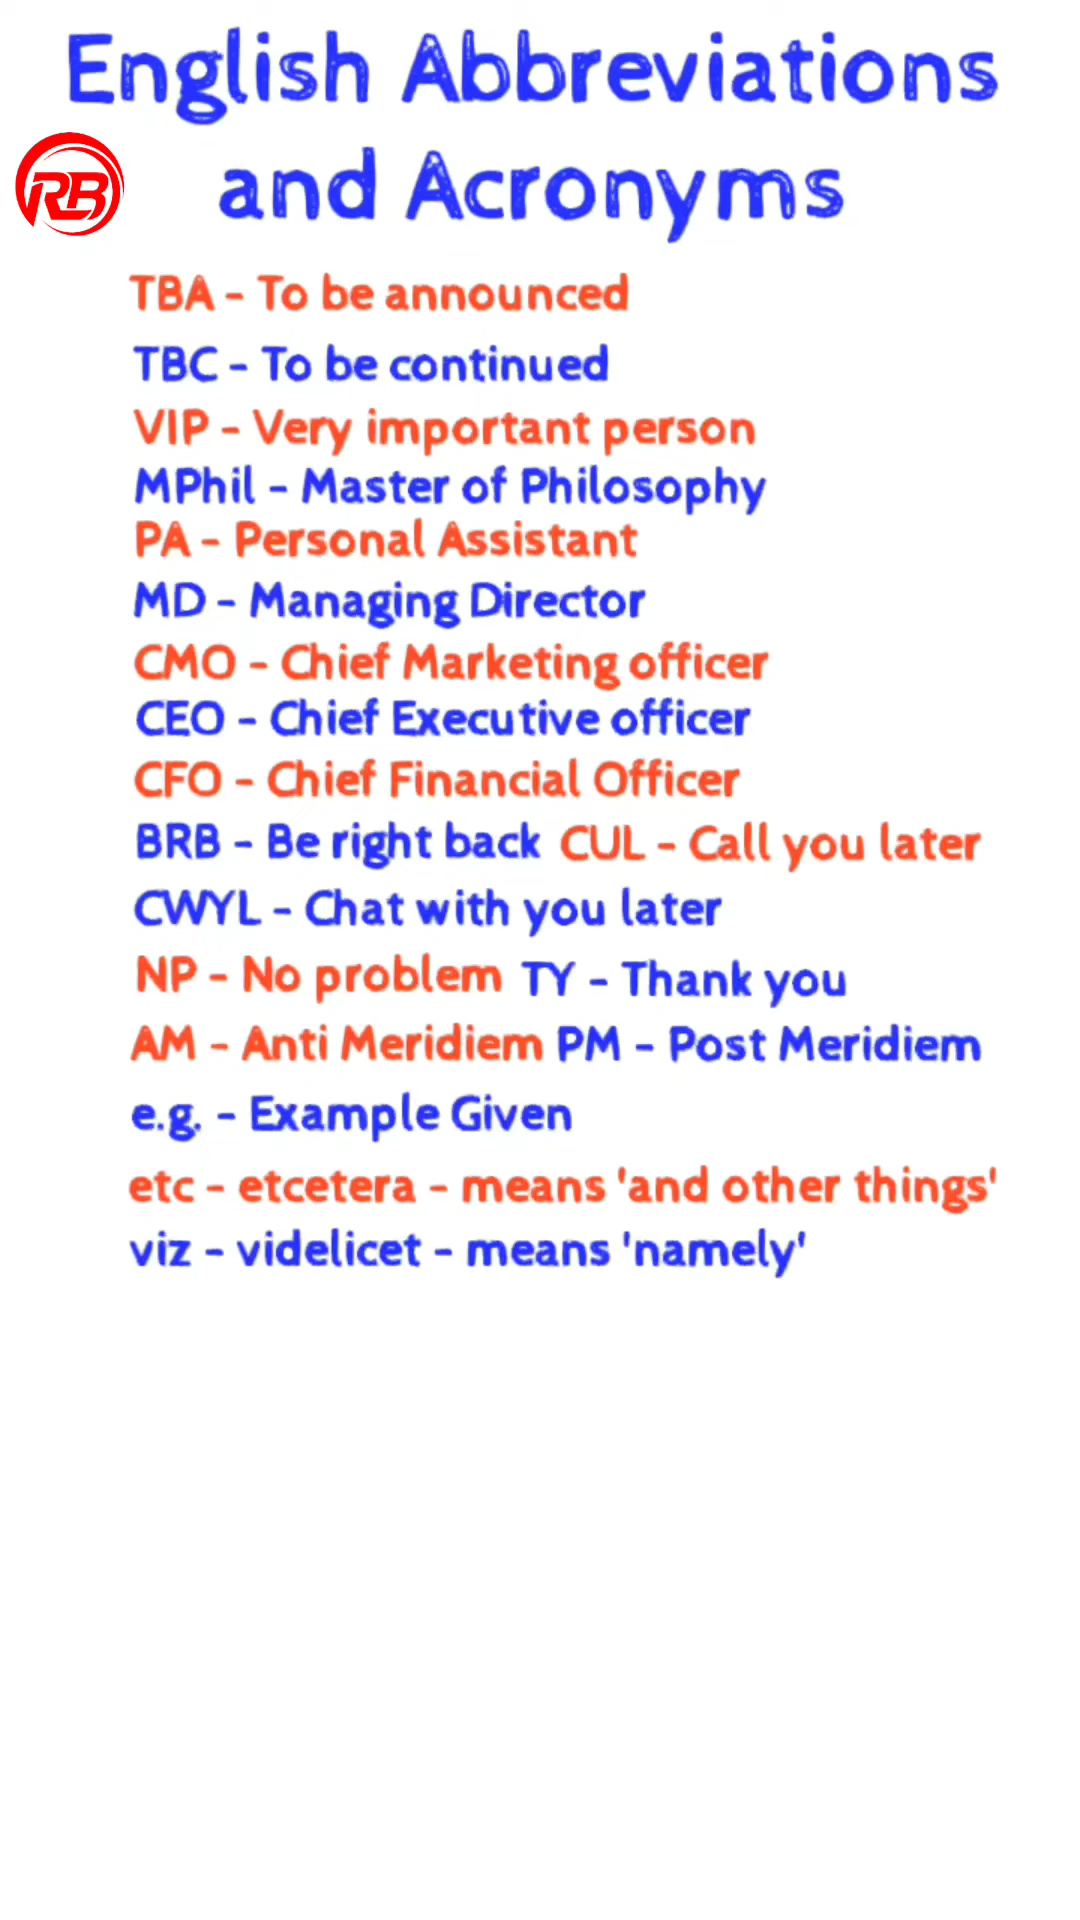 English Abbreviations
and Acronyms
RB
TBA - To be announced
TBC - To be continued
VIP - Very important person
MPhil - Master of Philosophy
PA - Personal Assistant
MD - Managing Director
CMO - Chief Marketing officer
CEO - Chief Executive officer
CFO - Chief Financial Officer
BRB - Be right back CUL - Call you later
CWYL - Chat with you later
NP - No problem TY - Thank you
AM - Anti Meridiem PM - Post Meridiem
e.g. - Example Given
etc - etcetera - means 'and other things'
viz - videlicet - means 'namely'